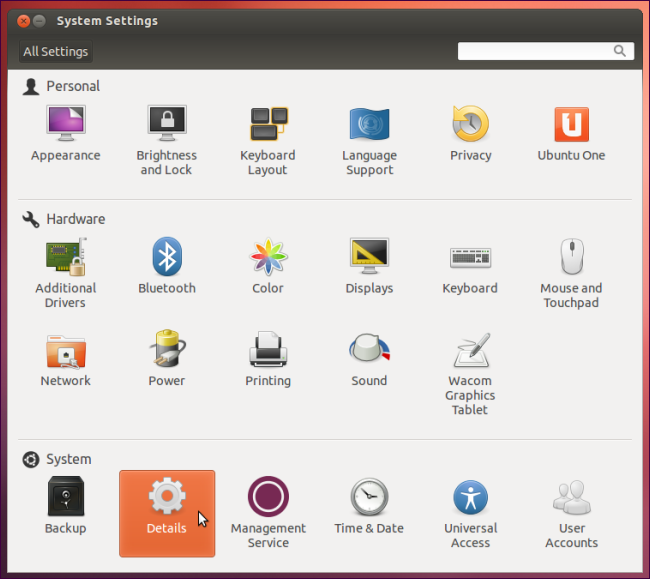 System Settings
All Settings
Personal
Appearance
Brightness
and Lock
Keyboard
Layout
Language
Support
Privacy
Ubuntu One
Hardware
Additional
Drivers
Bluetooth
Color
Displays
Keyboard
Mouse and
Touchpad
Network
Power
Printing
Sound
Wacom
Graphics
Tablet
System
Backup
Details
Management
Service
Time & Date
Universal
Access
User
Accounts